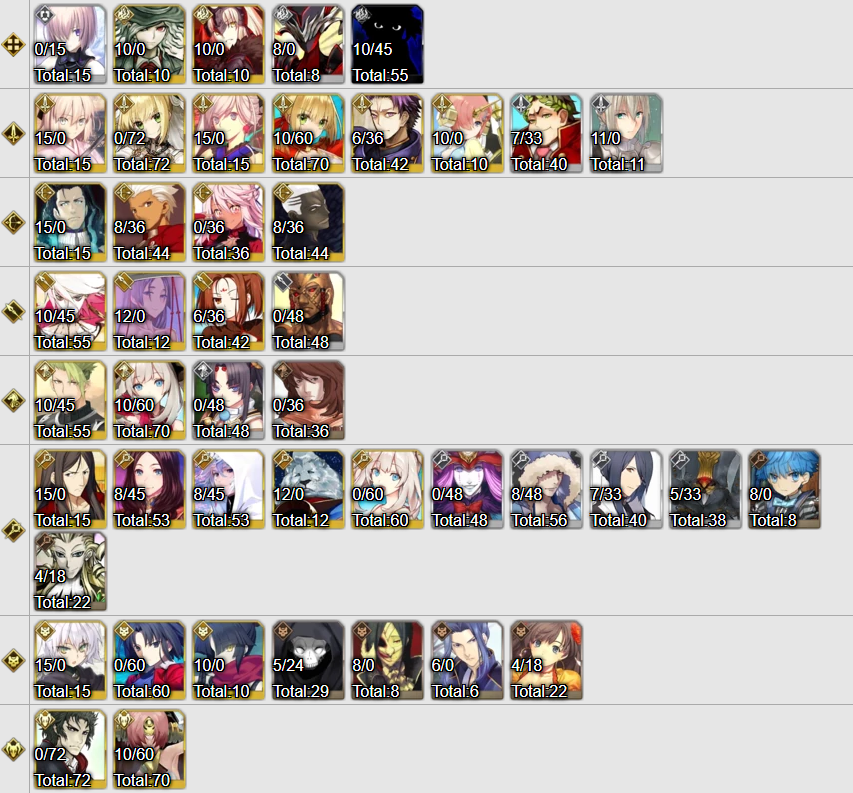 0/15 10/0 10/0 8/0 10/45
Total:15 Total:10 Total:10 Total:8 Total:55
15/0 0/72 15/0 10/60 6/36 10/0 7/33 11/0
Total:15 Total:72 Total:15 Total:70 Total:42 Total:10 Total:40 Total:11
15/0 8/36 0/36 8/36
Total:15 Total:44 Total:36 Total:44
10/45 12/0 6/36 0/48
Total:55 Total:12 Total:42 Total:48
10/45 10/60 0/48 0/36
Total:55 Total:70 Total:48 Total:36
15/0 8/45 8/45 12/0 0/60 0/48 8/48 7/33 5/33 8/0
Total:15 Total:53 Total:53 Total:12 Total:60 Total:48 Total:56 Total:40 Total:38 Total:8
4/18
Total:22
15/0 0/60 10/0 5/24 8/0 6/0 4/18
Total:15 Total:60 Total:10 Total:29 Total:8 Total:6 Total:22
0/72 10/60
Total:72 Total:70